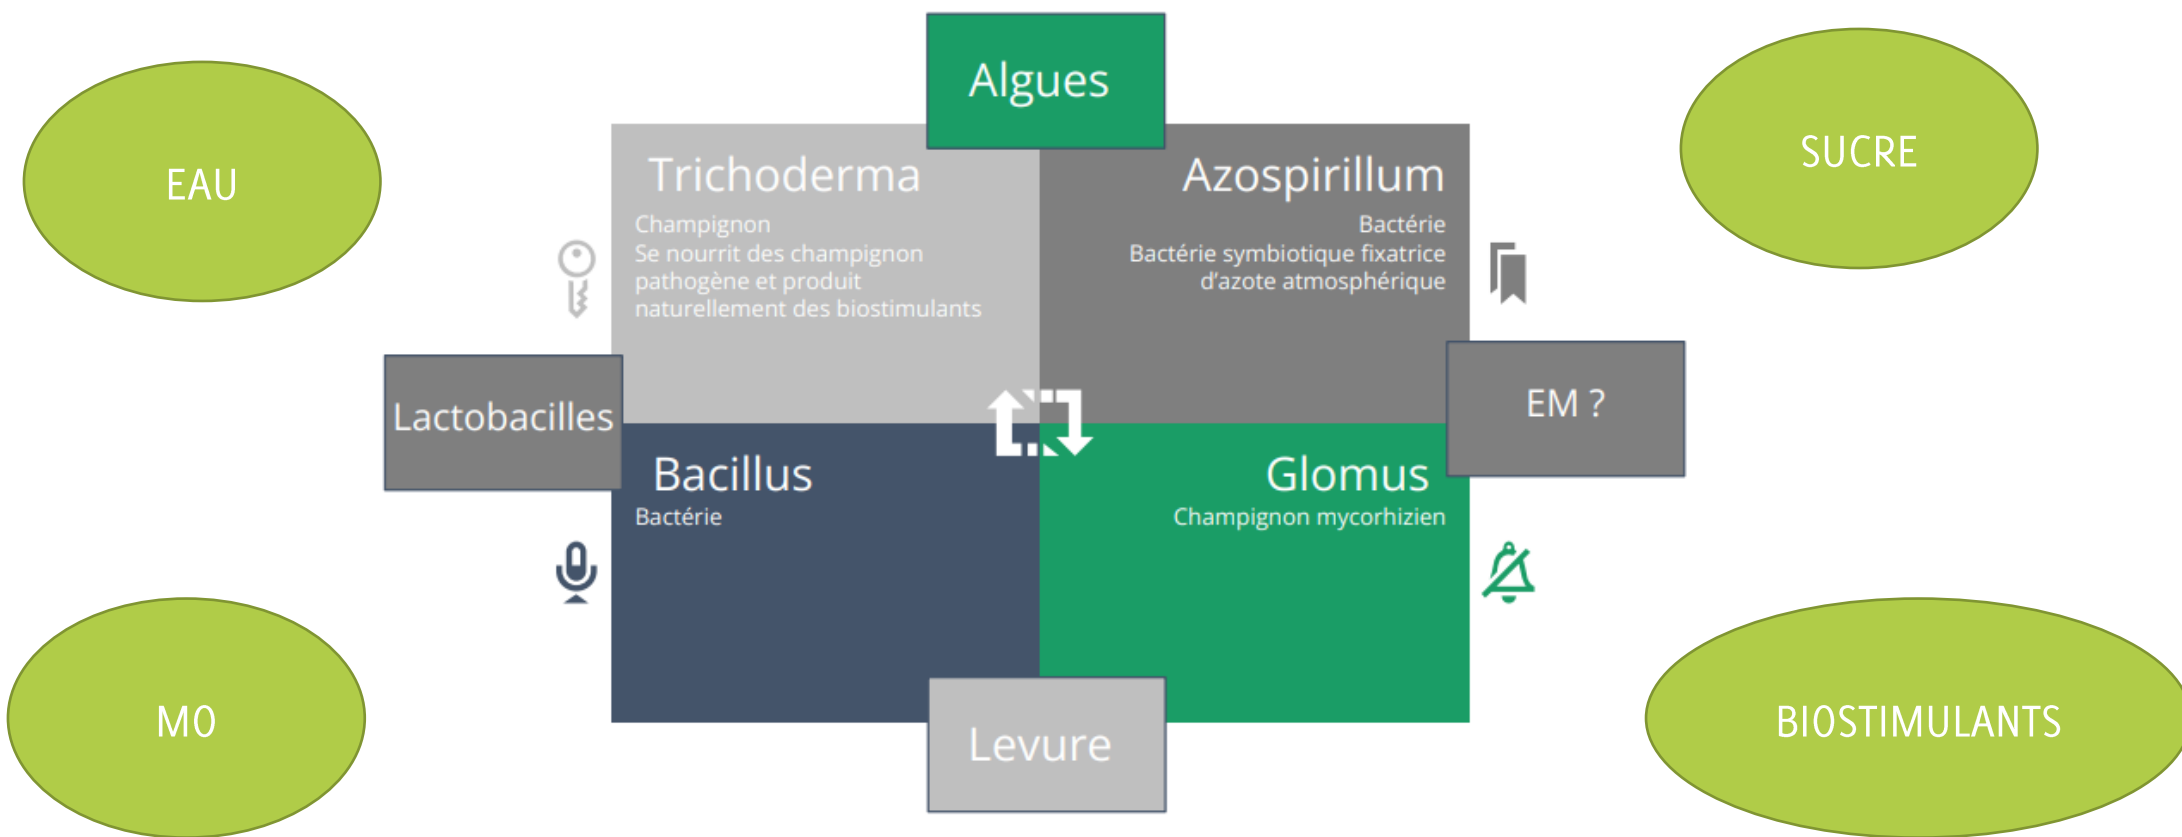 Algues
EAU
SUCRE
Trichoderma
Champignon
Se nourrit des champignon
pathogène et produit
naturellement des biostimulants
Azospirillum
Bactérie
Bactérie symbiotique fixatrice
d'azote atmosphérique
Lactobacilles
EM ?
Bacillus
Bactérie
Glomus
Champignon mycorhizien
MO
Levure
BIOSTIMULANTS